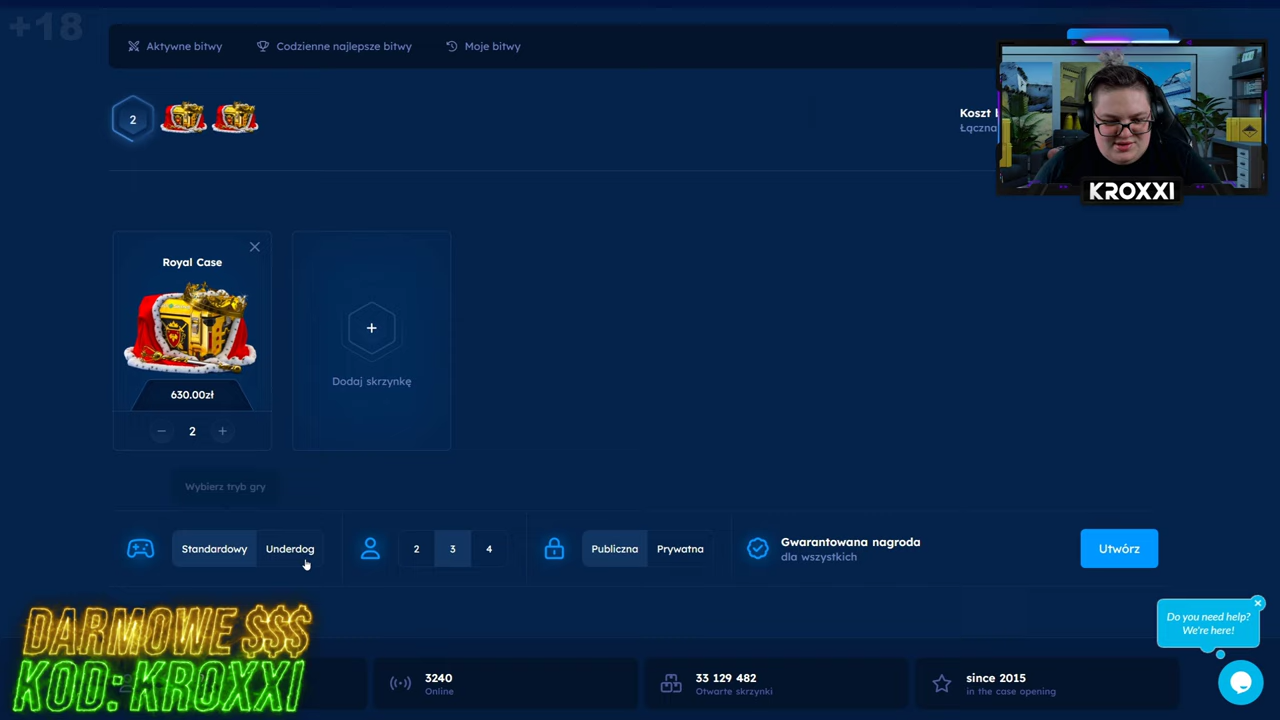 +18
Aktywne bitwy
Codzienne najlepsze bitwy
Moje bitwy
2
Koszt
Łączna
KROXXI
Royal Case
630.00zł
− 2 +
+
Dodaj skrzynkę
Wybierz tryb gry
Standardowy
Underdog
2
3
4
Publiczna
Prywatna
Gwarantowana nagroda
dla wszystkich
Utwórz
Do you need help?
We're here!
DARMOWE $$$
KOD: KROXXI
3240
Online
33 129 482
Otwarte skrzynki
since 2015
in the case opening